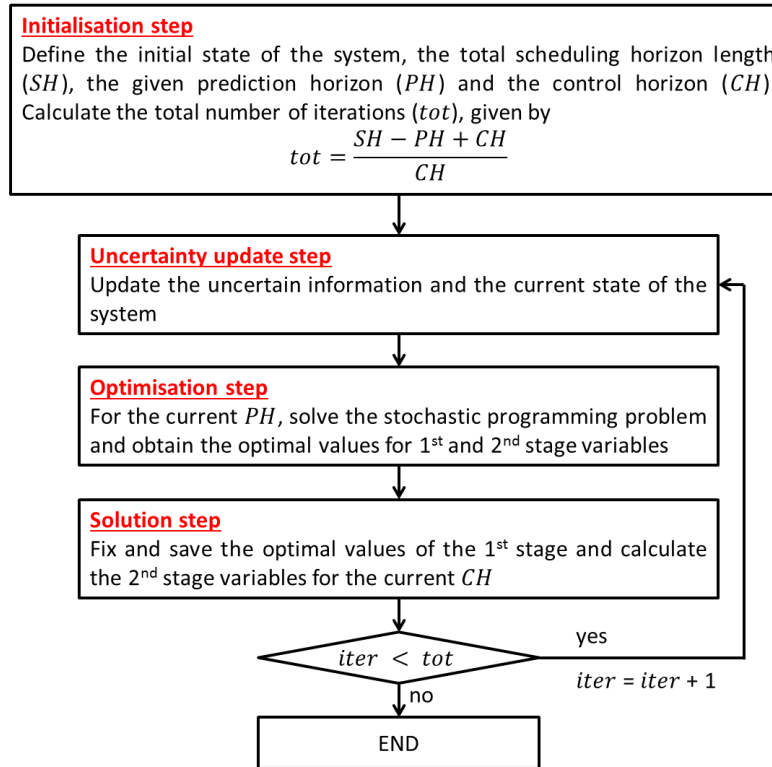 Initialisation step
Define the initial state of the system, the total scheduling horizon length
(SH), the given prediction horizon (PH) and the control horizon (CH).
Calculate the total number of iterations (tot), given by
tot = \frac{SH − PH + CH}{CH}
Uncertainty update step
Update the uncertain information and the current state of the
system
Optimisation step
For the current PH, solve the stochastic programming problem
and obtain the optimal values for 1st and 2nd stage variables
Solution step
Fix and save the optimal values of the 1st stage and calculate
the 2nd stage variables for the current CH
iter < tot
yes
iter = iter + 1
no
END